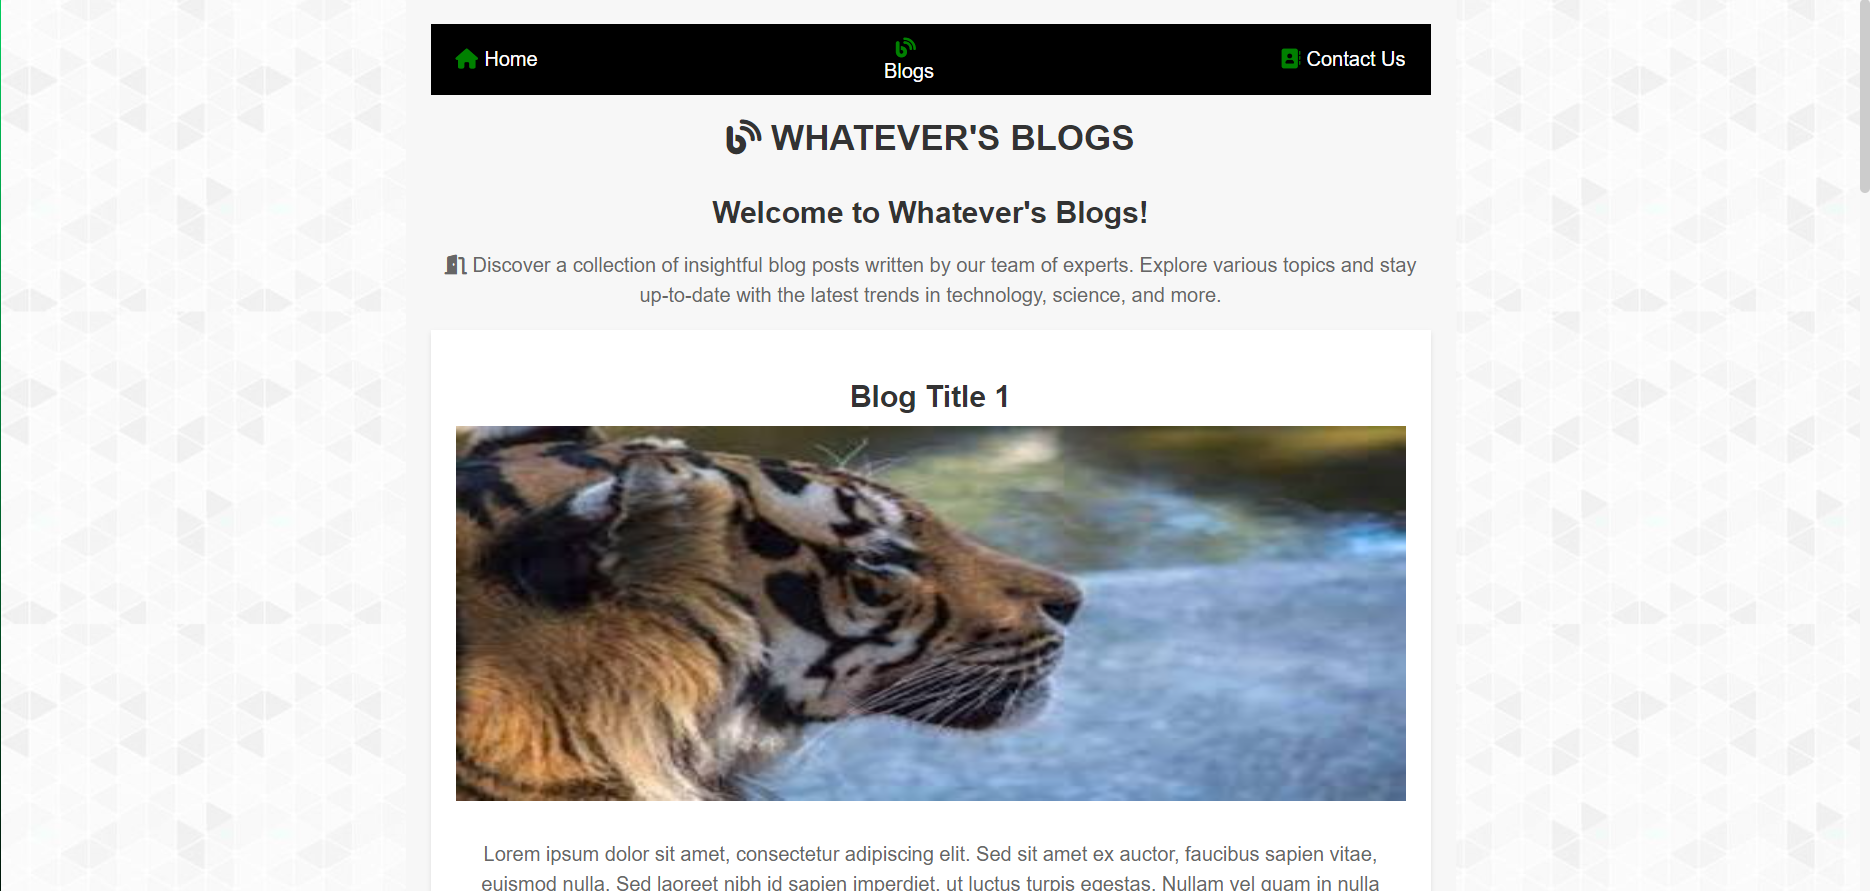 Home
Blogs
Contact Us
WHATEVER'S BLOGS
Welcome to Whatever's Blogs!
Discover a collection of insightful blog posts written by our team of experts. Explore various topics and stay
up-to-date with the latest trends in technology, science, and more.
Blog Title 1
Lorem ipsum dolor sit amet, consectetur adipiscing elit. Sed sit amet ex auctor, faucibus sapien vitae,
euismod nulla. Sed laoreet nibh id sapien imperdiet, ut luctus turpis egestas. Nullam vel quam in nulla